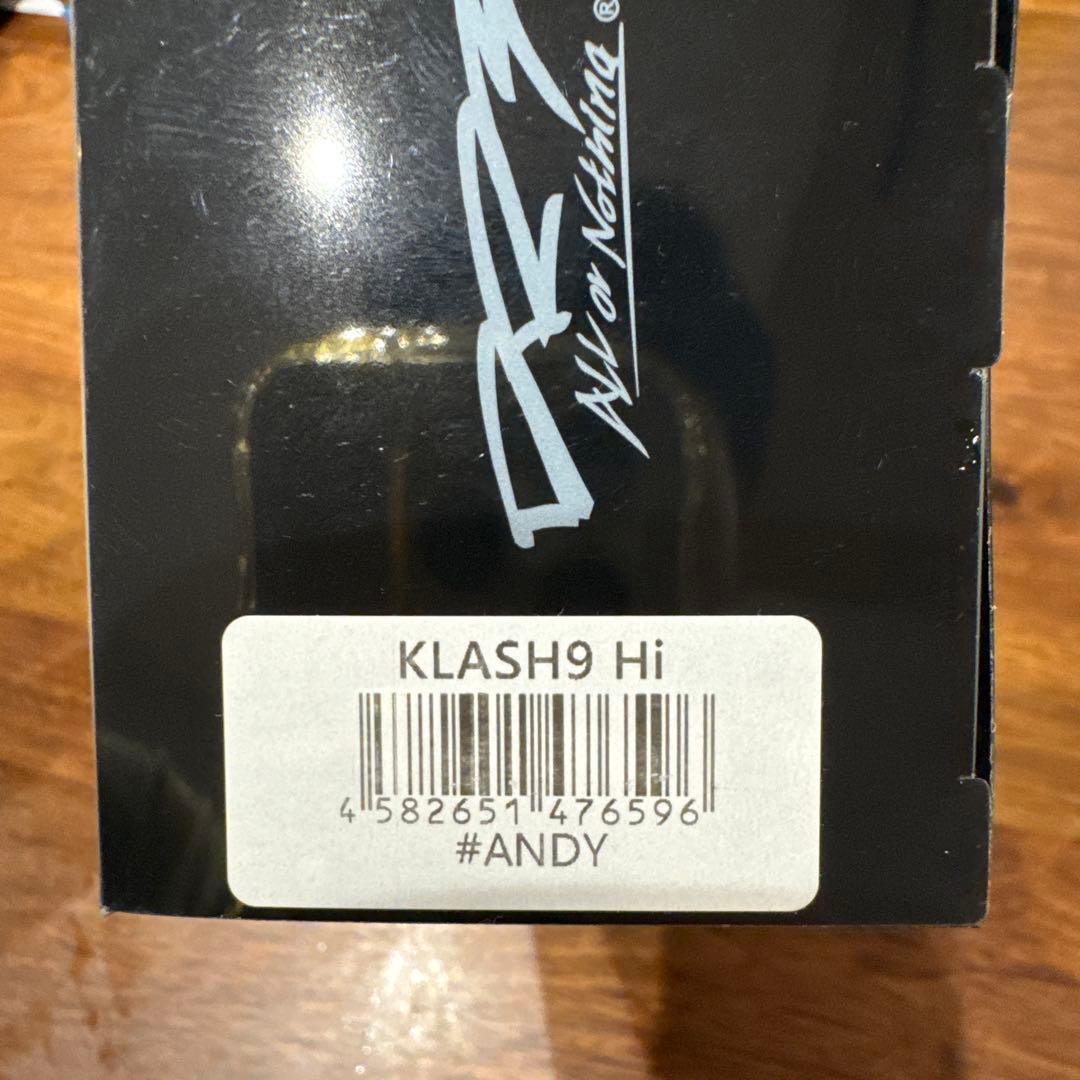 All or Nothing®
KLASH9 Hi
4 582651 476596
#ANDY